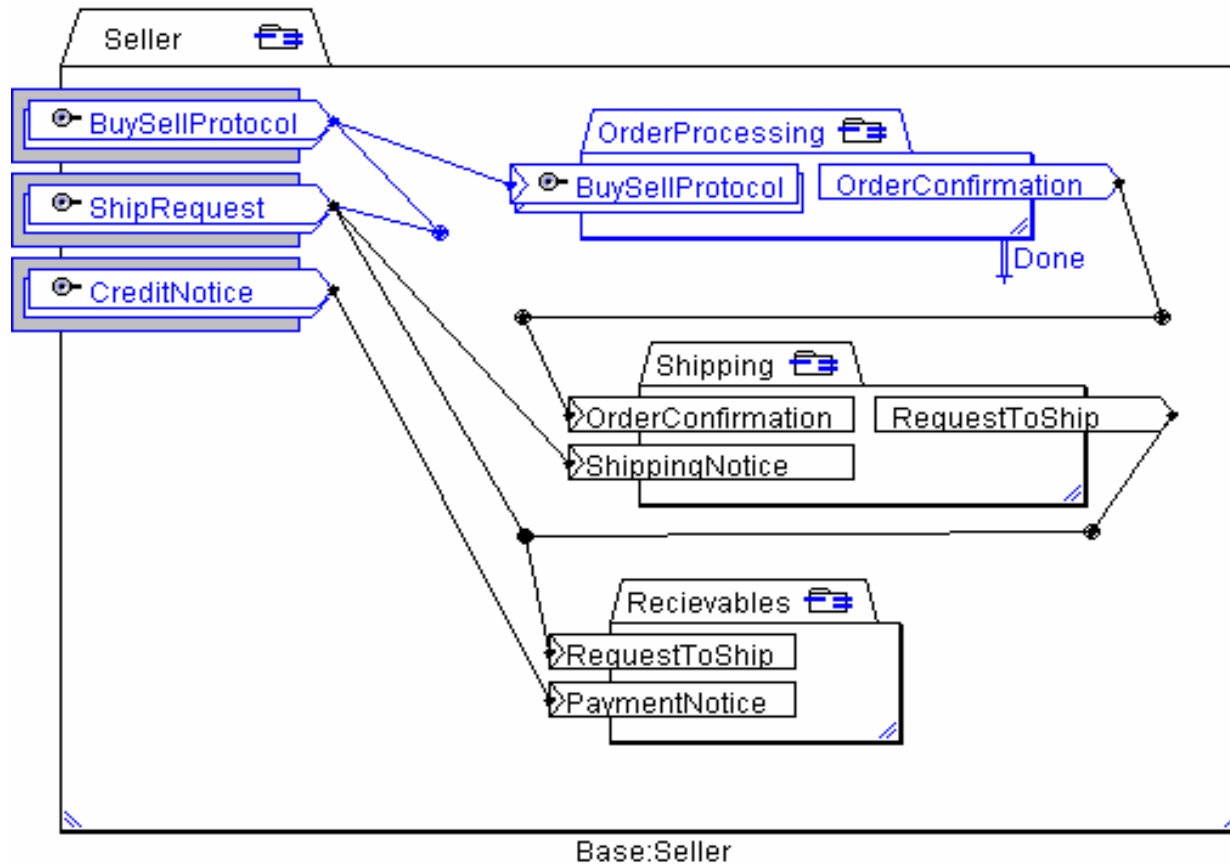 Seller
BuySellProtocol
OrderProcessing
BuySellProtocol
OrderConfirmation
ShipRequest
Done
CreditNotice
Shipping
OrderConfirmation
RequestToShip
ShippingNotice
Recievables
RequestToShip
PaymentNotice
Base:Seller